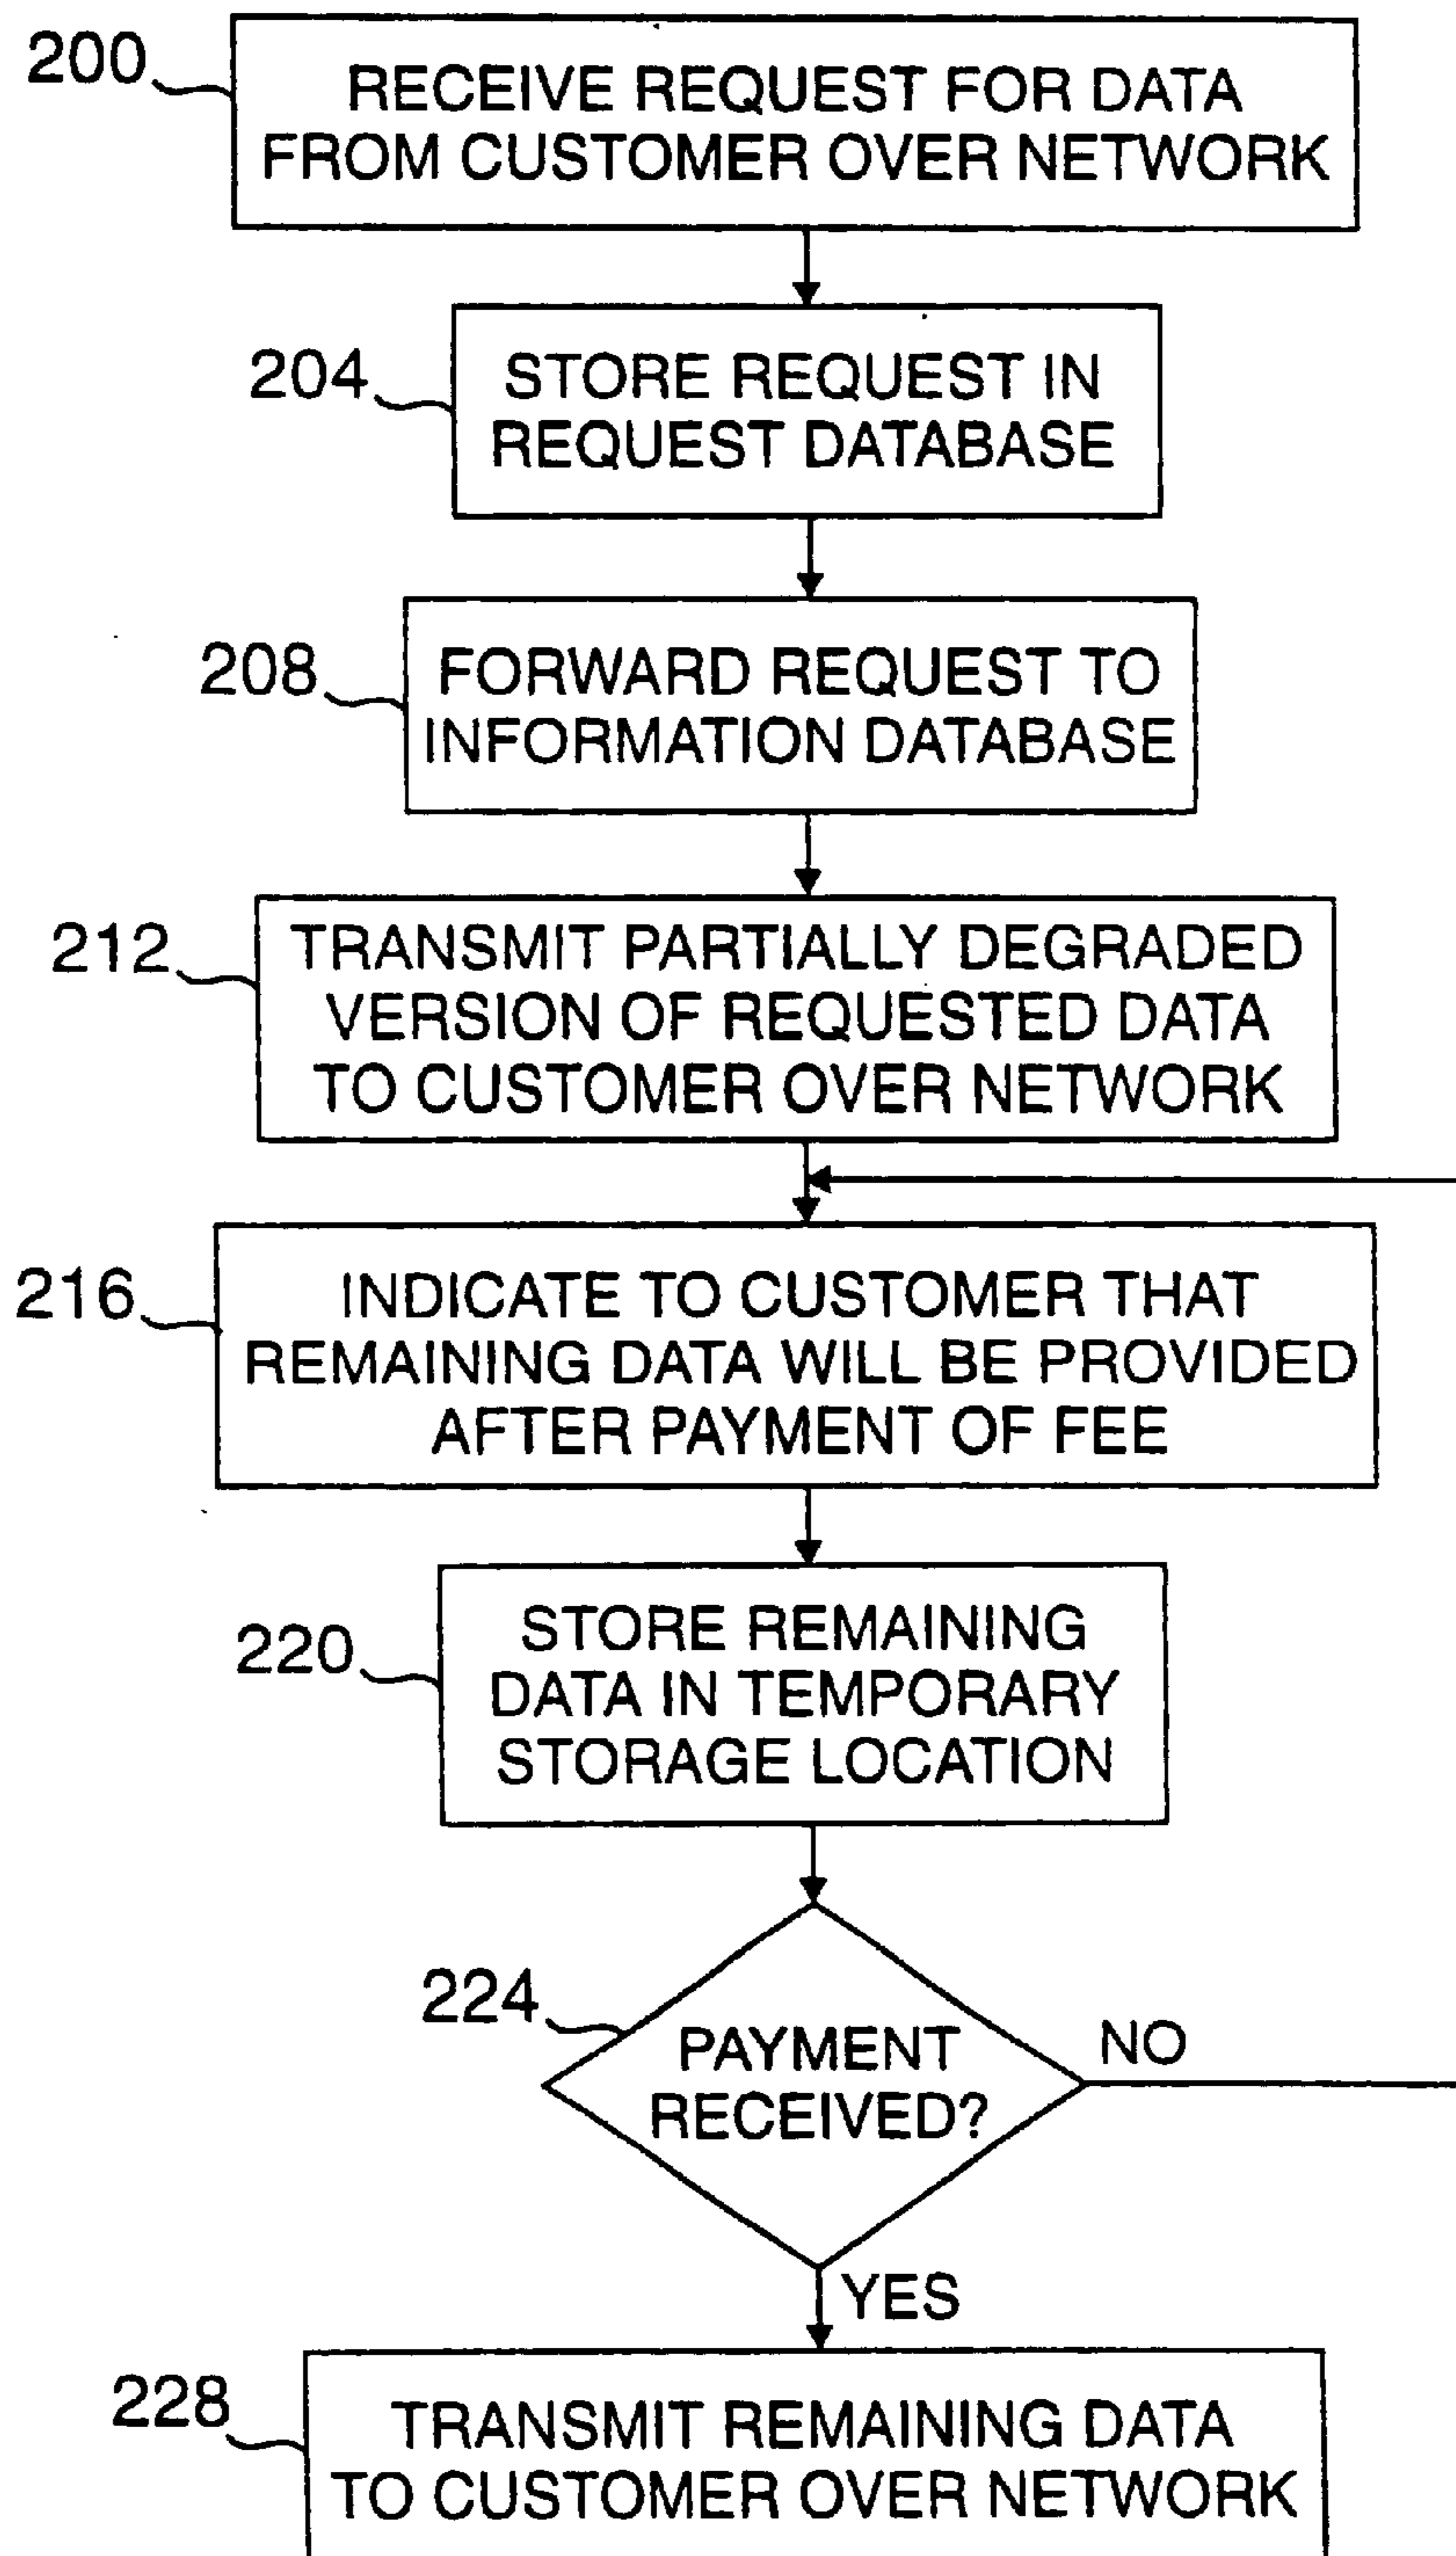 200
RECEIVE REQUEST FOR DATA
FROM CUSTOMER OVER NETWORK
204
STORE REQUEST IN
REQUEST DATABASE
208
FORWARD REQUEST TO
INFORMATION DATABASE
212
TRANSMIT PARTIALLY DEGRADED
VERSION OF REQUESTED DATA
TO CUSTOMER OVER NETWORK
216
INDICATE TO CUSTOMER THAT
REMAINING DATA WILL BE PROVIDED
AFTER PAYMENT OF FEE
220
STORE REMAINING
DATA IN TEMPORARY
STORAGE LOCATION
224
PAYMENT
RECEIVED?
NO
YES
228
TRANSMIT REMAINING DATA
TO CUSTOMER OVER NETWORK